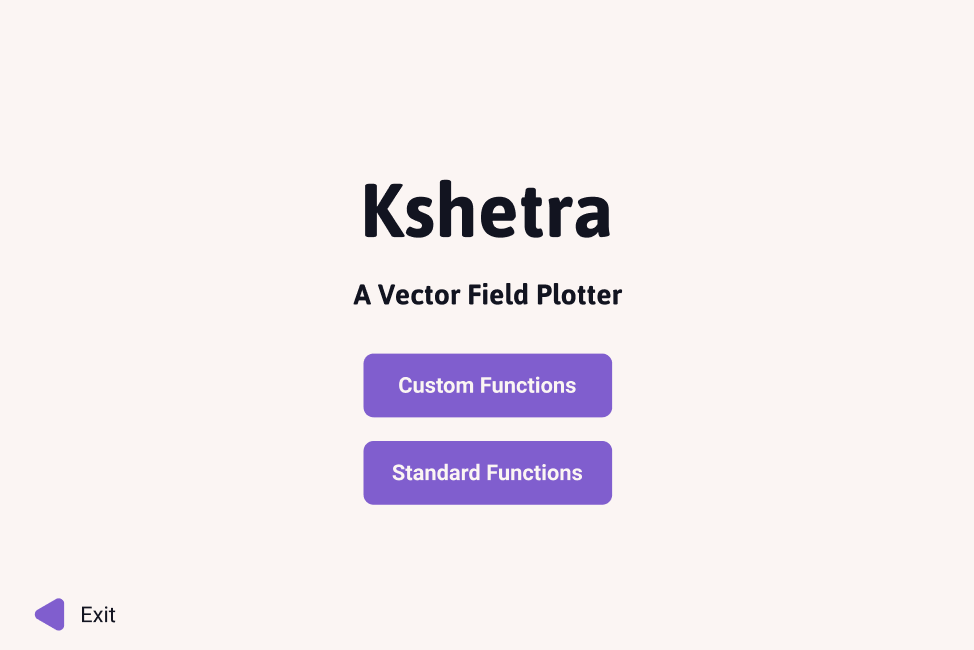 Kshetra
A Vector Field Plotter
Custom Functions
Standard Functions
Exit